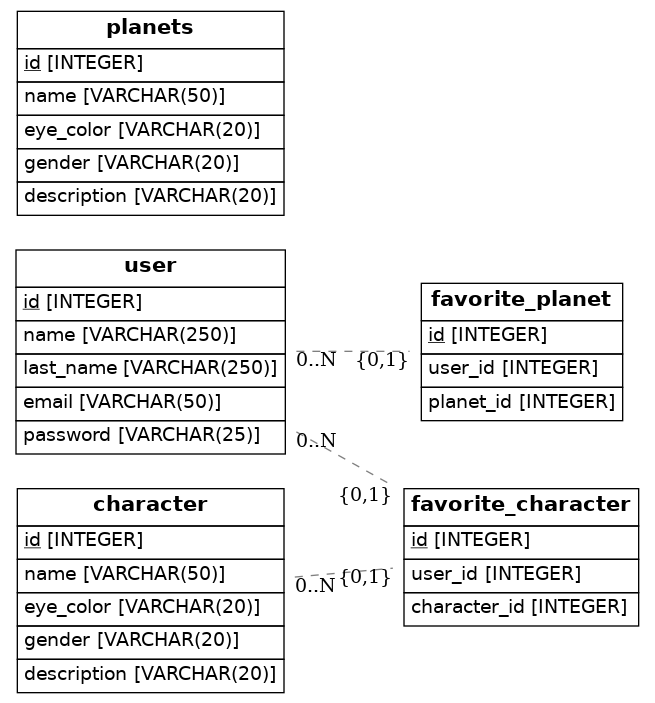 planets
id [INTEGER]
name [VARCHAR(50)]
eye_color [VARCHAR(20)]
gender [VARCHAR(20)]
description [VARCHAR(20)]
user
id [INTEGER]
name [VARCHAR(250)]
last_name [VARCHAR(250)]
email [VARCHAR(50)]
password [VARCHAR(25)]
0..N {0,1}
favorite_planet
id [INTEGER]
user_id [INTEGER]
planet_id [INTEGER]
0..N
{0,1}
character
id [INTEGER]
name [VARCHAR(50)]
eye_color [VARCHAR(20)]
gender [VARCHAR(20)]
description [VARCHAR(20)]
0..N {0,1}
favorite_character
id [INTEGER]
user_id [INTEGER]
character_id [INTEGER]